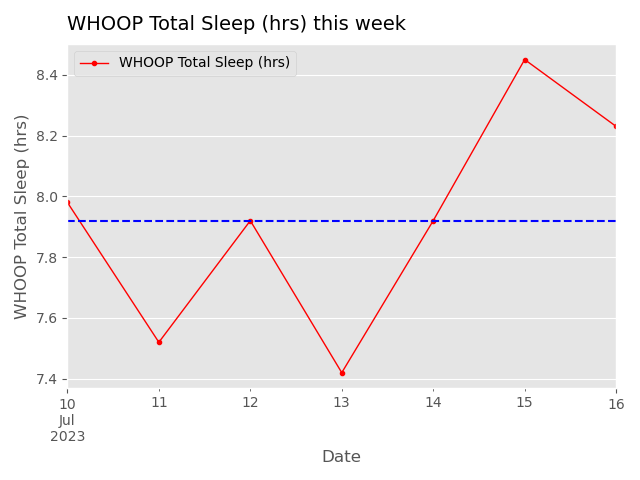 WHOOP Total Sleep (hrs) this week
WHOOP Total Sleep (hrs)
WHOOP Total Sleep (hrs)
8.4
8.2
8.0
7.8
7.6
7.4
10 11 12 13 14 15 16
Jul
2023
Date